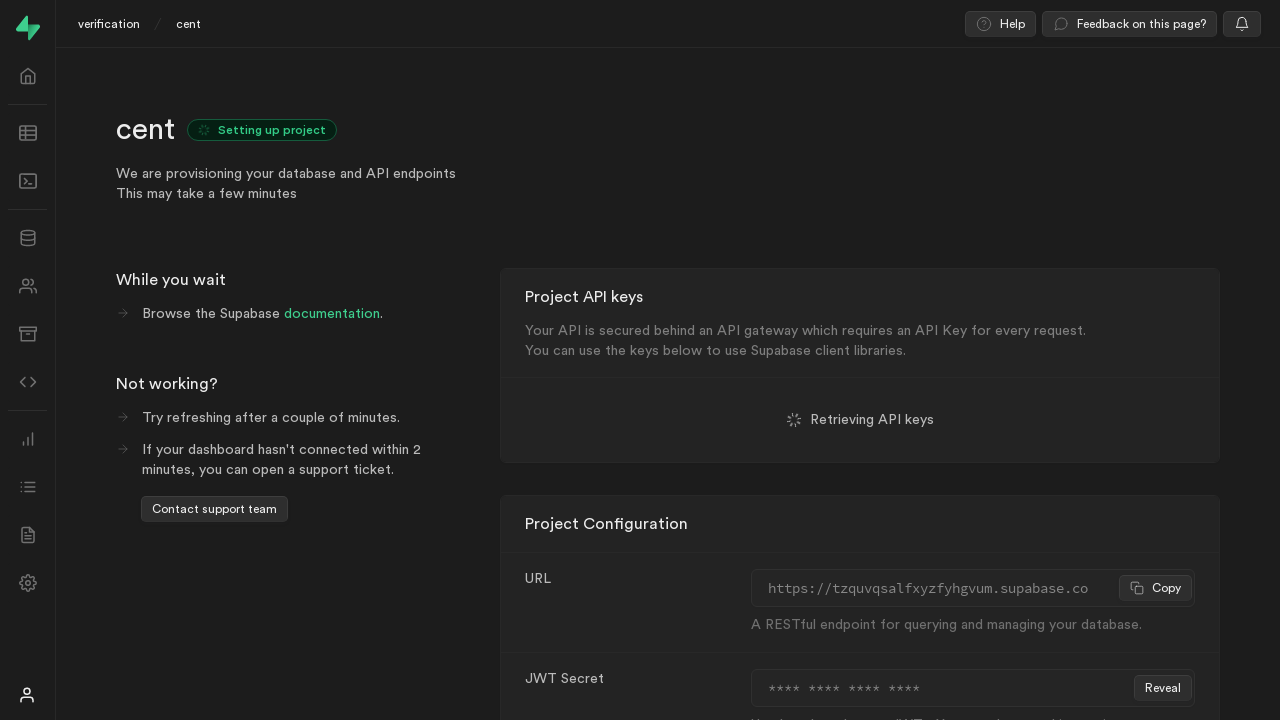 verification / cent
Help
Feedback on this page?
cent
Setting up project
We are provisioning your database and API endpoints
This may take a few minutes
While you wait
Browse the Supabase documentation.
Not working?
Try refreshing after a couple of minutes.
If your dashboard hasn't connected within 2
minutes, you can open a support ticket.
Contact support team
Project API keys
Your API is secured behind an API gateway which requires an API Key for every request.
You can use the keys below to use Supabase client libraries.
Retrieving API keys
Project Configuration
URL
https://tzquvqsalfxyzfyhgvum.supabase.co
Copy
A RESTful endpoint for querying and managing your database.
JWT Secret
**** **** **** ****
Reveal